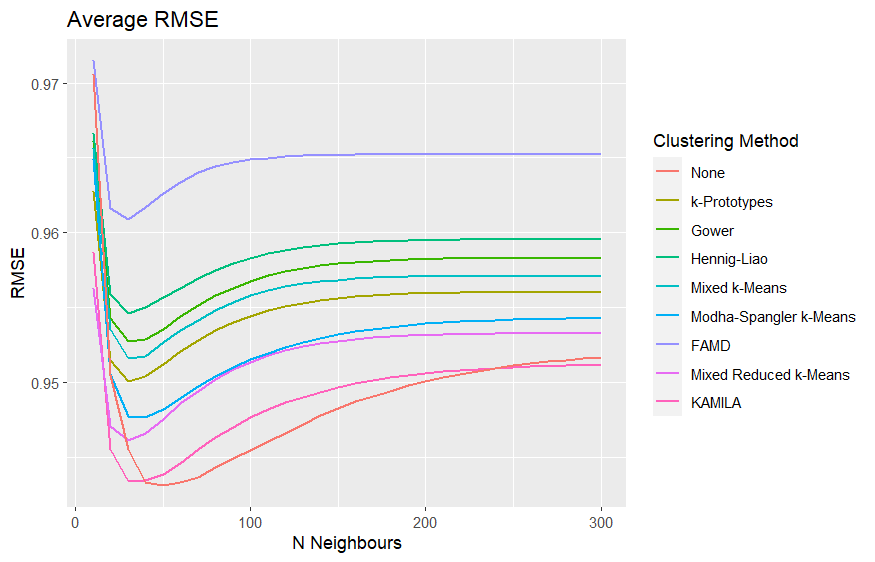 Average RMSE
0.97
0.96
0.95
RMSE
0
100
200
300
N Neighbours
Clustering Method
None
k-Prototypes
Gower
Hennig-Liao
Mixed k-Means
Modha-Spangler k-Means
FAMD
Mixed Reduced k-Means
KAMILA